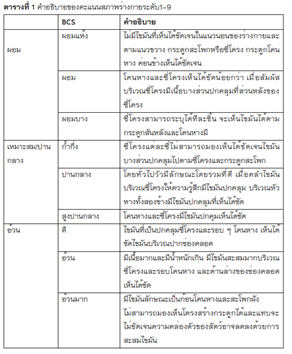 ตารางที่ 1 คำอธิบายของคะแนนสภาพร่างกายระดับ1-9
BCS คำอธิบาย
ผอม ผอมแห้ง ไม่มีไขมันที่เห็นได้ชัดเจนในแนวนอนของร่างกายและ
ตามแนวขวาง กระดูกสะโพกหรือซี่โครง กระดูกโคน
หาง ค่อนข้างเห็นได้ชัดเจน
ผอม โคนหางและซี่โครงเห็นได้ชัดน้อยกว่า เมื่อสัมผัส
บริเวณซี่โครงมีเนื้อบางส่วนปกคลุมที่ส่วนหลังของ
ซี่โครง
ผอมบาง ซี่โครงสามารถระบุได้ทีละชิ้น จะเห็นไขมันได้ตาม
กระดูกสันหลังและโคนหางมี
เหมาะสม/ปาน
กลาง
ก้ำกึ่ง ซี่โครงแต่ละซี่ไม่สามารถมองเห็นได้ชัดเจนไขมัน
บางส่วนปกคลุมไปตามซี่โครงและกระดูกสะโพก
ปานกลาง โดยทั่วไปวัวมีลักษณะโดยรวมที่ดี เมื่อคลำไขมัน
บริเวณซี่โครงให้ความรู้สึกมีไขมันปกคลุม บริเวณหัว
หางทั้งสองข้างมีไขมันปกคลุมที่เห็นได้ชัด
สูงปานกลาง โคนหางและซี่โครงมีไขมันปกคุมเห็นได้ชัด
อ้วน ดี ไขมันที่เป็นปกคลุมซี่โครงและรอบ ๆ โคนหาง เห็นได้
ชัดไขมันบริเวณปากช่องคลอด
อ้วน มีเนื้อมากและมีน้ำหนักเกิน มีไขมันสะสมมากบริเวณ
ซี่โครงและรอบโคนหาง และด้านล่างของช่องคลอด
เห็นได้ชัด
อ้วนมาก มีไขมันลักษณะเป็นก้อนโคนหางและสะโพกฝัง
ไม่สามารถมองเห็นโครงสร้างกระดูกได้และแทบจะ
ไม่ชัดเจนความคล่องตัวของสัตว์อาจลดลงด้วยการ
สะสมไขมัน